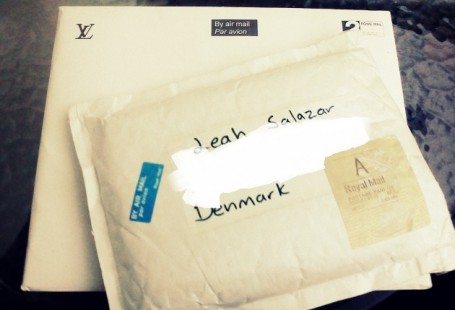 LV
By air mail
Par avion
Leah Salazar
Denmark
BY AIR MAIL
par avion
A
Royal Mail